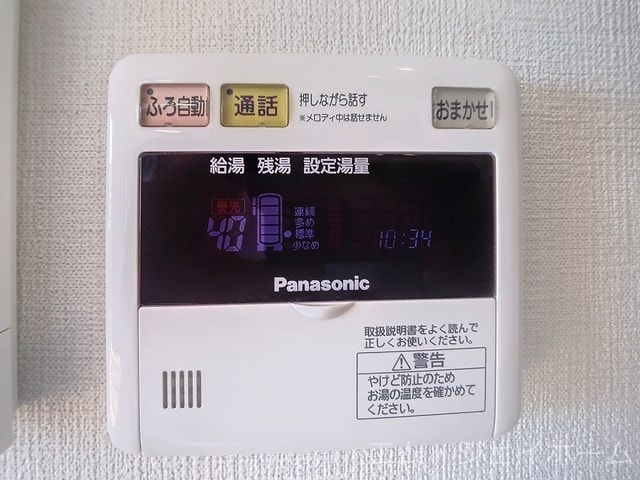 ふろ自動
通話
押しながら話す
※メロディ中は話せません
おまかせ
給湯 残湯 設定湯量
優先
40
連続
多め
標準
少なめ
10:34
Panasonic
取扱説明書をよく読んで
正しくお使いください。
警告
やけど防止のため
お湯の温度を確かめて
ください。